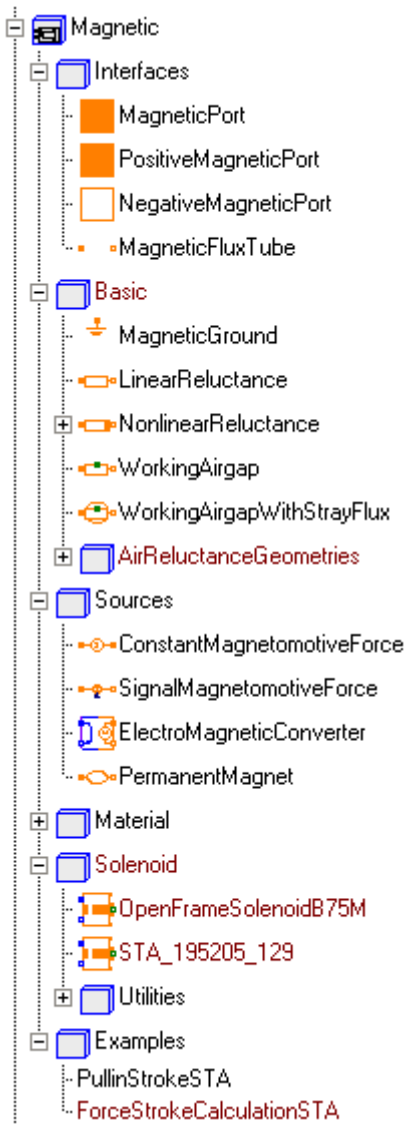 Magnetic
Interfaces
MagneticPort
PositiveMagneticPort
NegativeMagneticPort
MagneticFluxTube
Basic
MagneticGround
LinearReluctance
NonlinearReluctance
WorkingAirgap
WorkingAirgapWithStrayFlux
AirReluctanceGeometries
Sources
ConstantMagnetomotiveForce
SignalMagnetomotiveForce
ElectroMagneticConverter
PermanentMagnet
Material
Solenoid
OpenFrameSolenoidB75M
STA_195205_129
Utilities
Examples
PullinStrokeSTA
ForceStrokeCalculationSTA